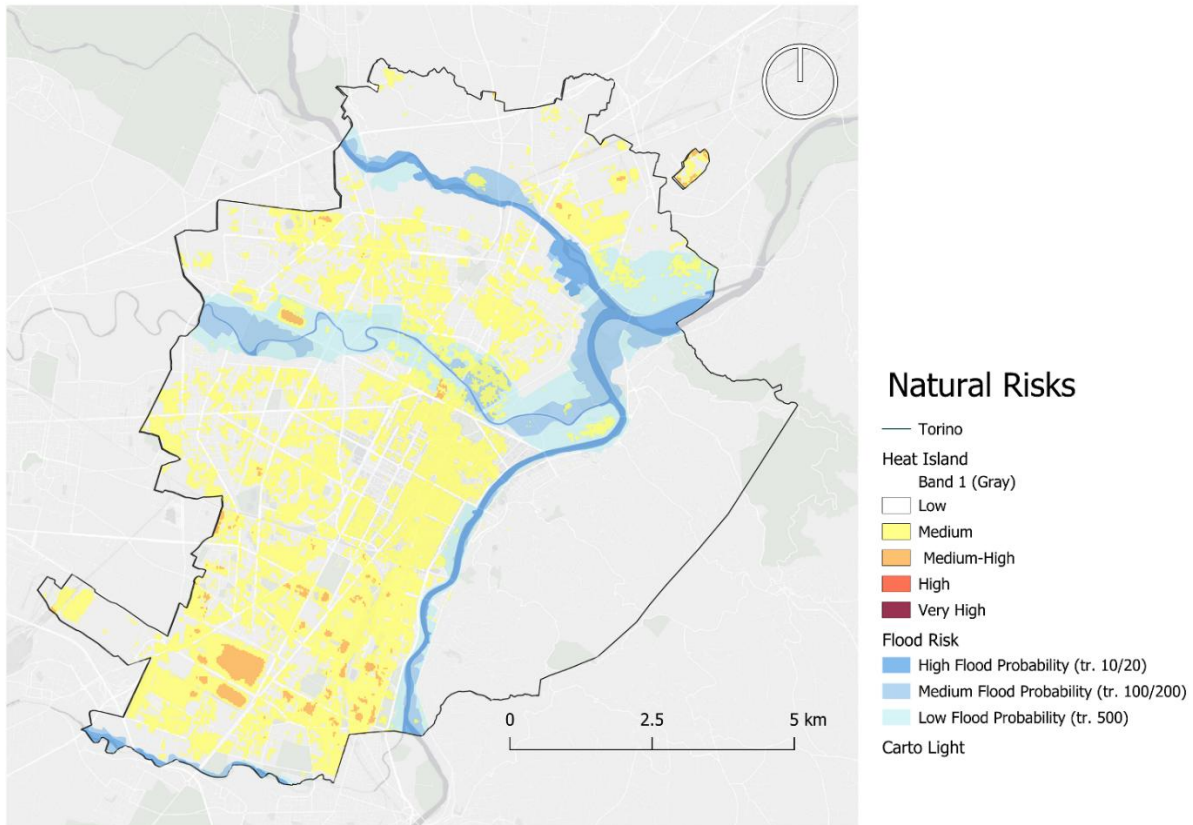 Natural Risks
Torino
Heat Island
Band 1 (Gray)
Low
Medium
Medium-High
High
Very High
Flood Risk
High Flood Probability (tr. 10/20)
Medium Flood Probability (tr. 100/200)
Low Flood Probability (tr. 500)
Carto Light
0 2.5 5 km